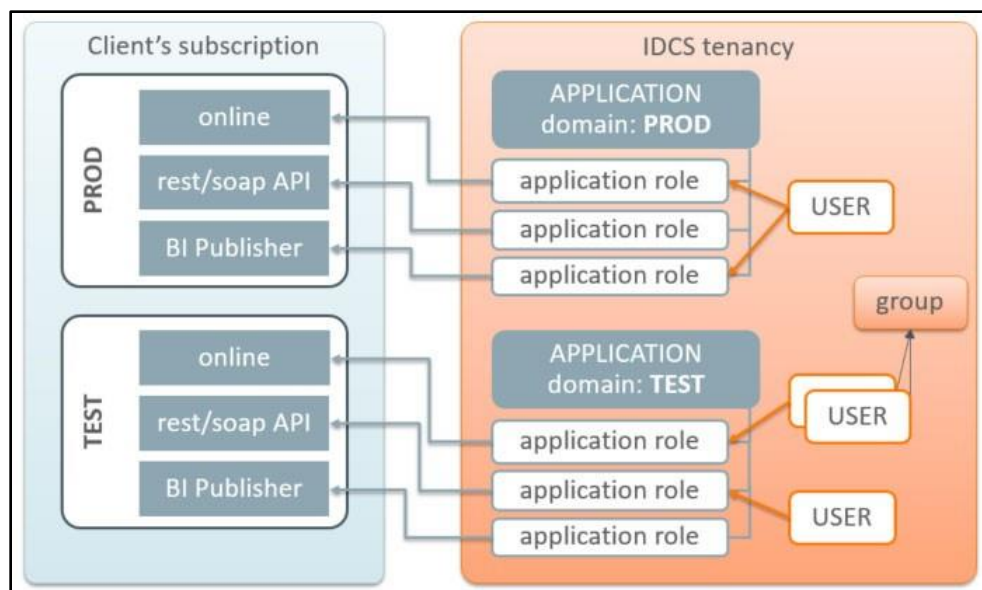 Client's subscription
PROD
online
rest/soap API
BI Publisher
TEST
online
rest/soap API
BI Publisher
IDCS tenancy
APPLICATION
domain: PROD
application role
application role
application role
USER
group
APPLICATION
domain: TEST
application role
application role
application role
USER
USER